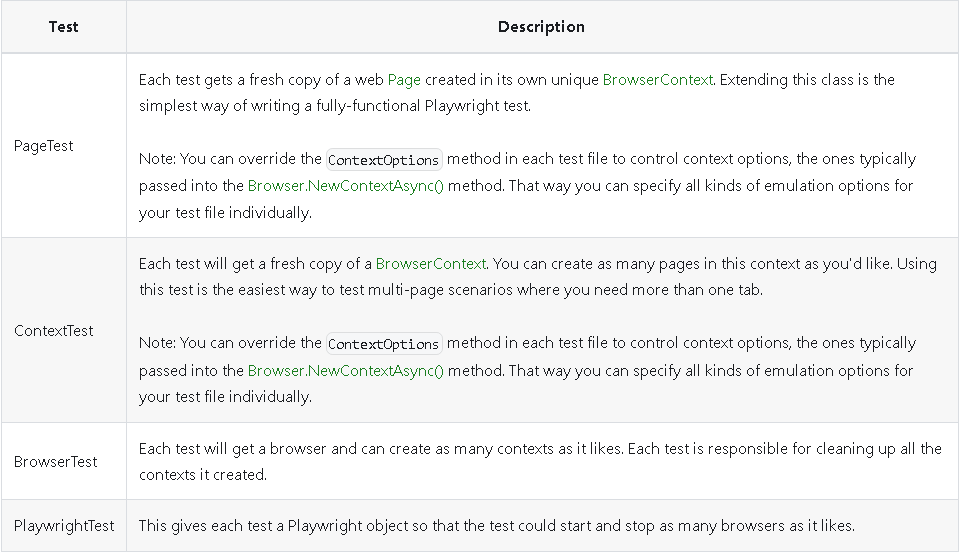 Test
Description
PageTest
Each test gets a fresh copy of a web Page created in its own unique BrowserContext. Extending this class is the
simplest way of writing a fully-functional Playwright test.
Note: You can override the ContextOptions method in each test file to control context options, the ones typically
passed into the Browser.NewContextAsync() method. That way you can specify all kinds of emulation options for
your test file individually.
ContextTest
Each test will get a fresh copy of a BrowserContext. You can create as many pages in this context as you'd like. Using
this test is the easiest way to test multi-page scenarios where you need more than one tab.
Note: You can override the ContextOptions method in each test file to control context options, the ones typically
passed into the Browser.NewContextAsync() method. That way you can specify all kinds of emulation options for
your test file individually.
BrowserTest
Each test will get a browser and can create as many contexts as it likes. Each test is responsible for cleaning up all the
contexts it created.
PlaywrightTest
This gives each test a Playwright object so that the test could start and stop as many browsers as it likes.